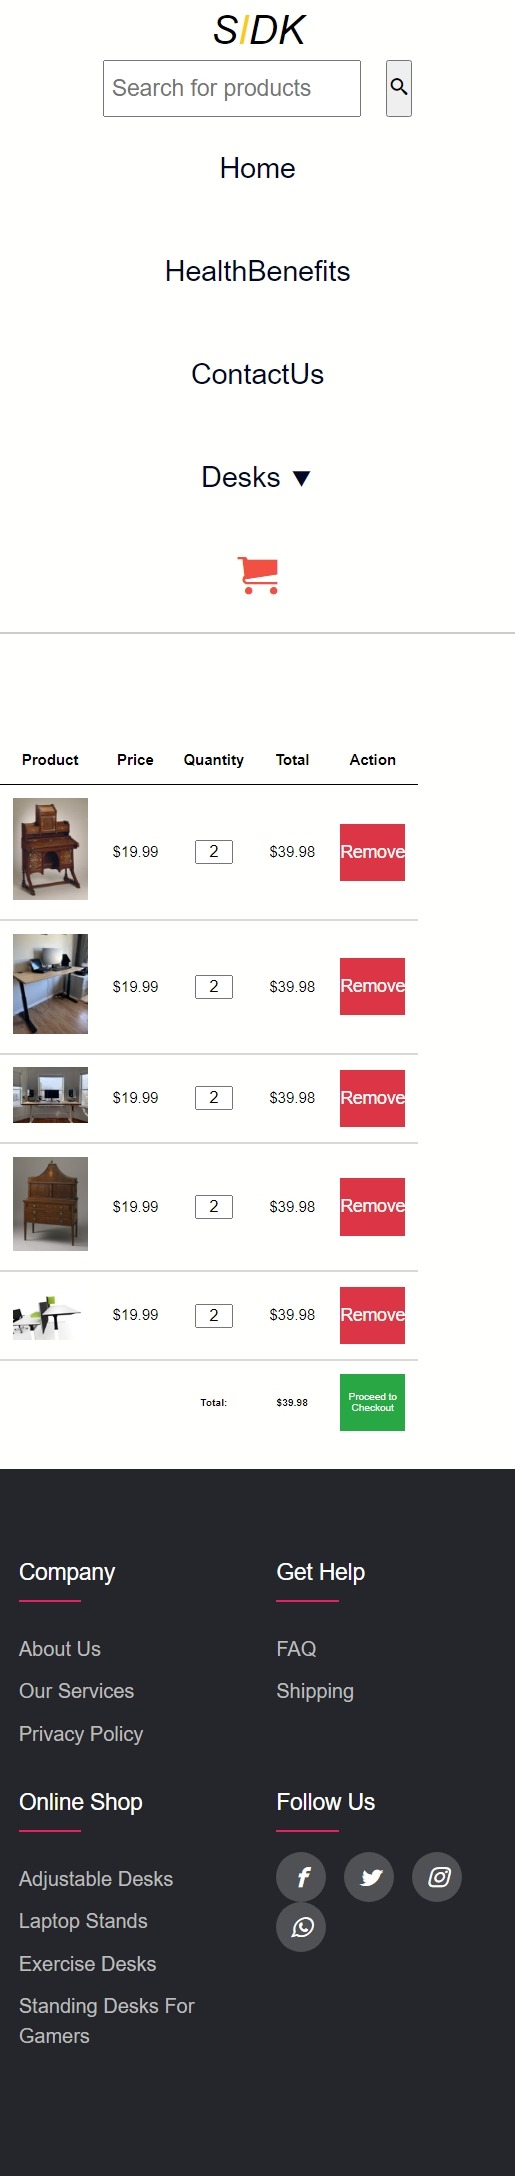 SIDK
Search for products
Home
HealthBenefits
ContactUs
Desks ▼
Product Price Quantity Total Action
$19.99 2 $39.98 Remove
$19.99 2 $39.98 Remove
$19.99 2 $39.98 Remove
$19.99 2 $39.98 Remove
$19.99 2 $39.98 Remove
Total: $39.98 Proceed to
Checkout
Company
About Us
Our Services
Privacy Policy
Get Help
FAQ
Shipping
Online Shop
Adjustable Desks
Laptop Stands
Exercise Desks
Standing Desks For
Gamers
Follow Us